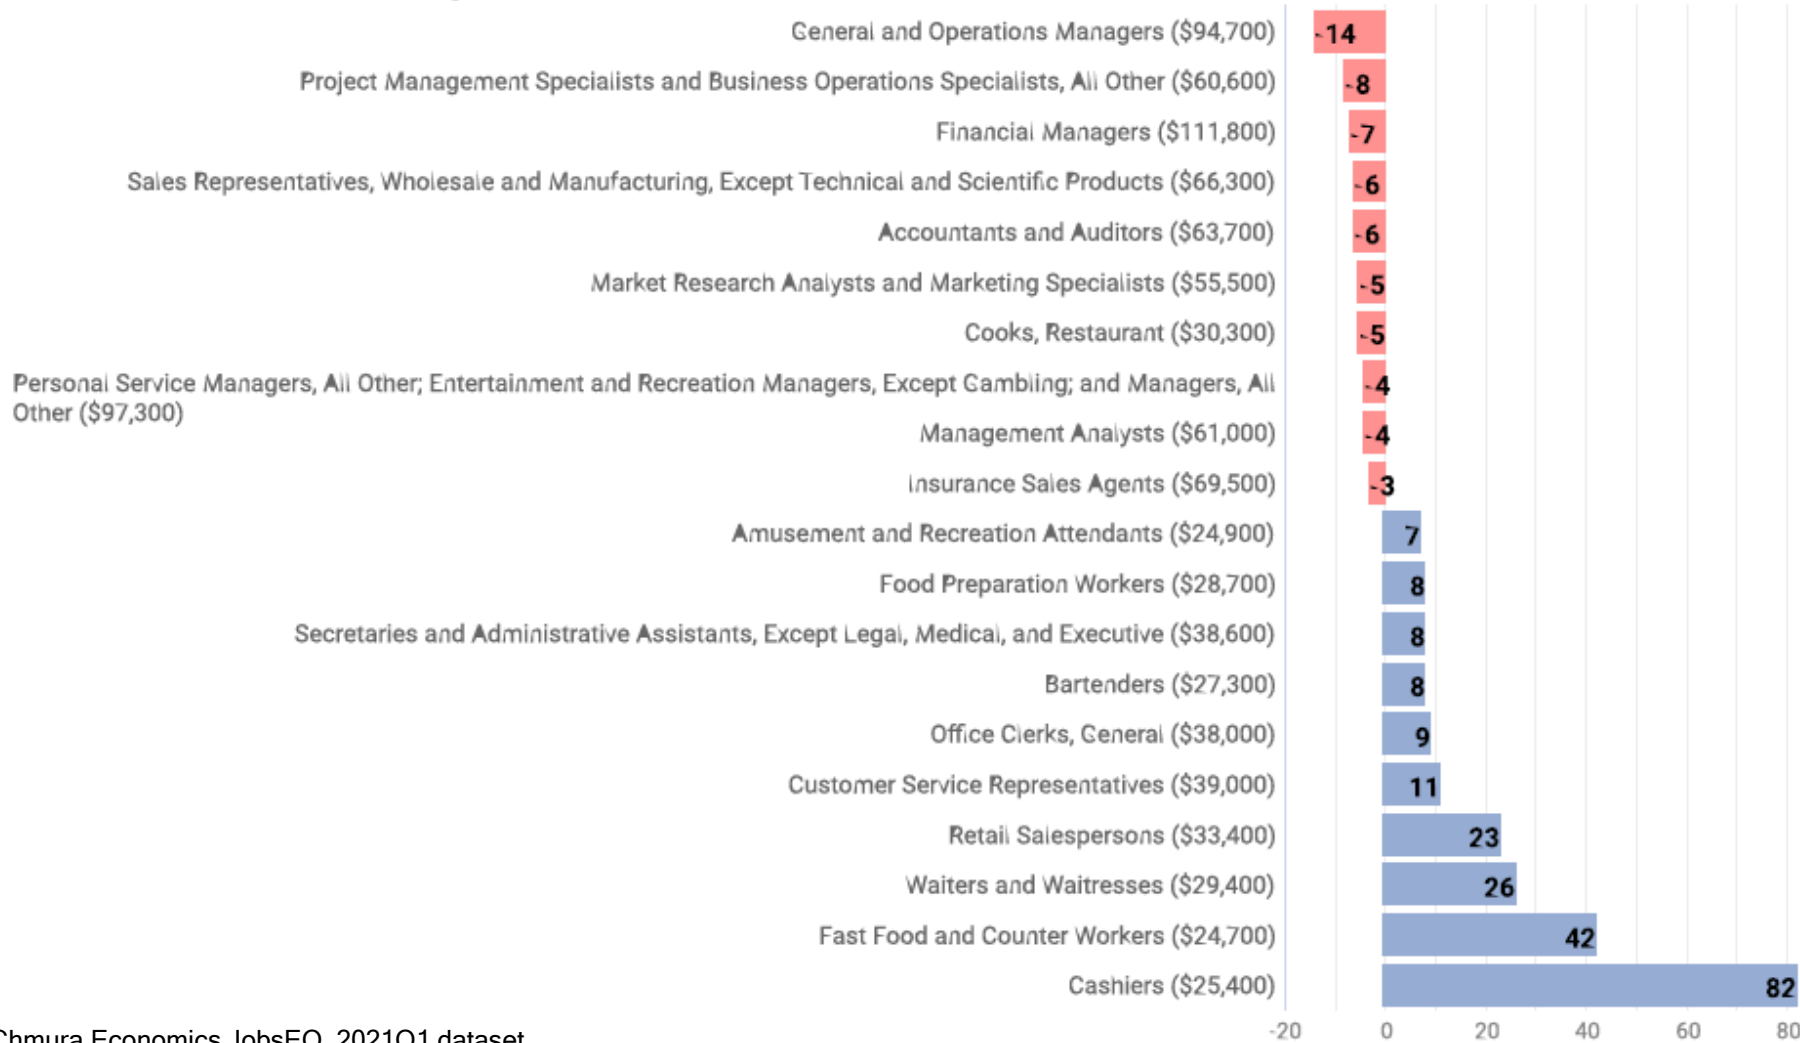 General and Operations Managers ($94,700) -14
Project Management Specialists and Business Operations Specialists, All Other ($60,600) -8
Financial Managers ($111,800) -7
Sales Representatives, Wholesale and Manufacturing, Except Technical and Scientific Products ($66,300) -6
Accountants and Auditors ($63,700) -6
Market Research Analysts and Marketing Specialists ($55,500) -5
Cooks, Restaurant ($30,300) -5
Personal Service Managers, All Other; Entertainment and Recreation Managers, Except Gambling; and Managers, All -4
Other ($97,300)
Management Analysts ($61,000) -4
Insurance Sales Agents ($69,500) -3
Amusement and Recreation Attendants ($24,900) 7
Food Preparation Workers ($28,700) 8
Secretaries and Administrative Assistants, Except Legal, Medical, and Executive ($38,600) 8
Bartenders ($27,300) 8
Office Clerks, General ($38,000) 9
Customer Service Representatives ($39,000) 11
Retail Salespersons ($33,400) 23
Waiters and Waitresses ($29,400) 26
Fast Food and Counter Workers ($24,700) 42
Cashiers ($25,400) 82
-20 0 20 40 60 80
Chmura Economics JobsEQ, 2021Q1 dataset